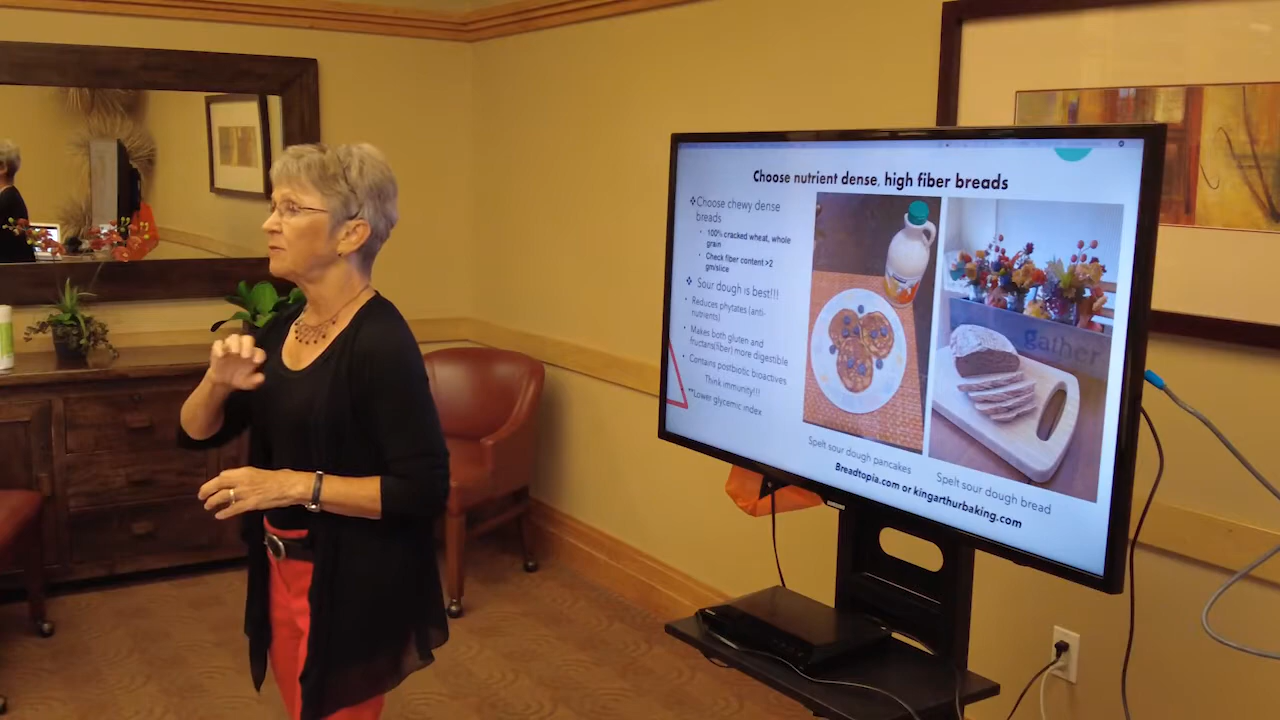 Choose nutrient dense, high fiber breads
❖Choose chewy dense
breads
• 100% cracked wheat, whole
grain
• Check fiber content >2
gm/slice
❖ Sour dough is best!!!
• Reduces phytates (anti-
nutrients)
• Makes both gluten and
fructans(fiber) more digestible
• Contains postbiotic bioactives
Think immunity!!!
**Lower glycemic index
gather
Spelt sour dough pancakes
Spelt sour dough bread
Breadtopia.com or kingarthurbaking.com